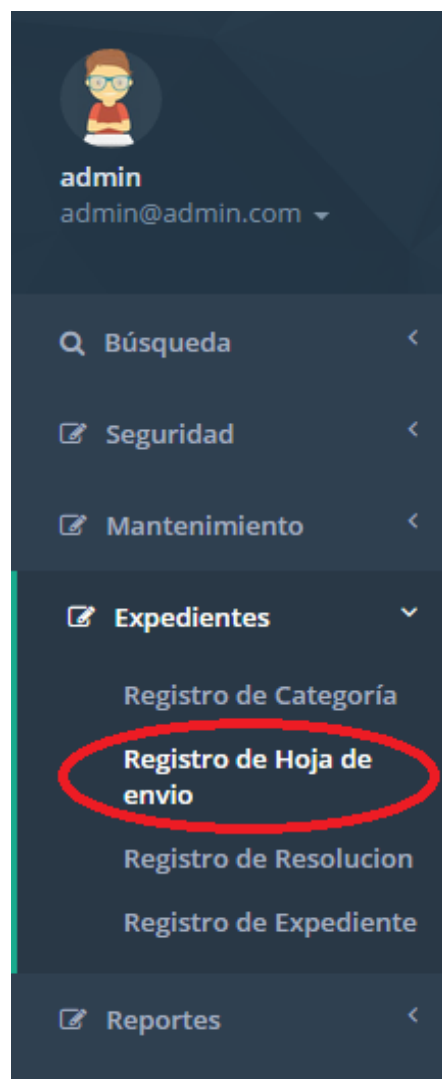 admin
admin@admin.com
Búsqueda
Seguridad
Mantenimiento
Expedientes
Registro de Categoría
Registro de Hoja de
envio
Registro de Resolucion
Registro de Expediente
Reportes